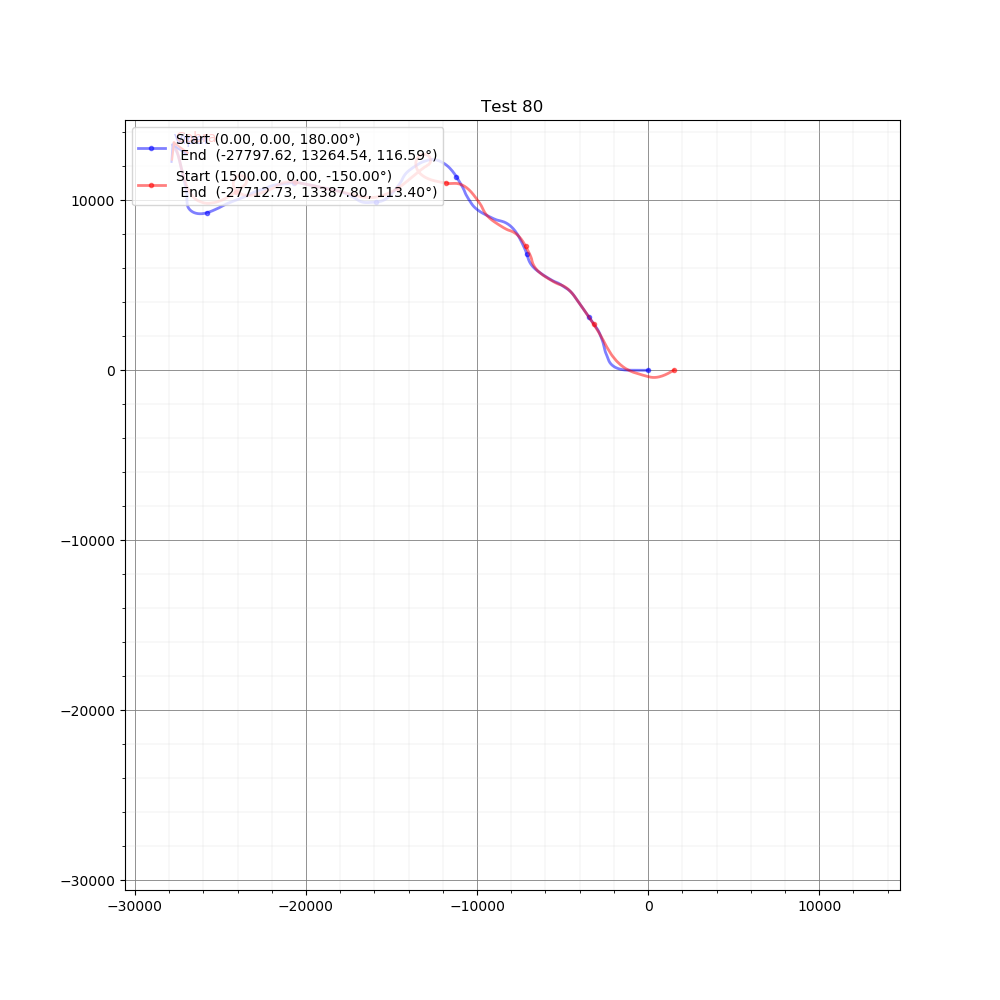 Test 80
Start (0.00, 0.00, 180.00°)
End  (-27797.62, 13264.54, 116.59°)
Start (1500.00, 0.00, -150.00°)
End  (-27712.73, 13387.80, 113.40°)
10000
0
−10000
−20000
−30000
−30000
−20000
−10000
0
10000